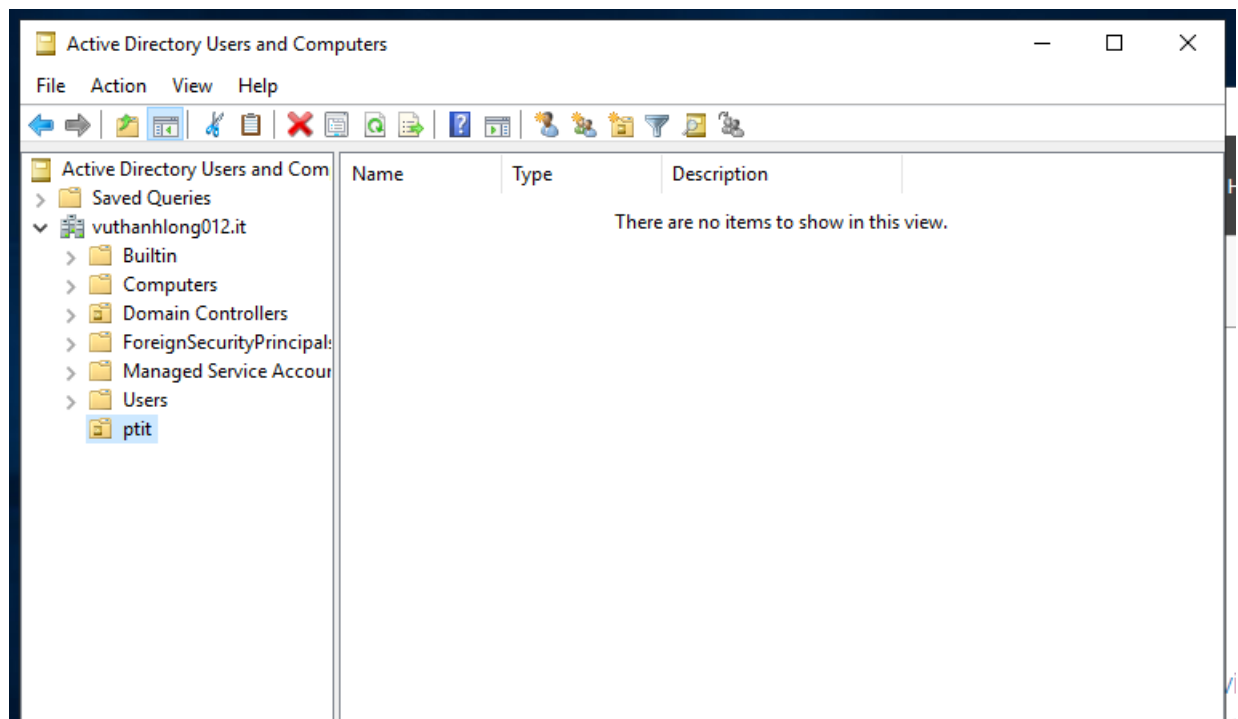 Active Directory Users and Computers
File Action View Help
Active Directory Users and Com
Name Type Description
Saved Queries
There are no items to show in this view.
vuthanhlong012.it
Builtin
Computers
Domain Controllers
ForeignSecurityPrincipals
Managed Service Accour
Users
ptit